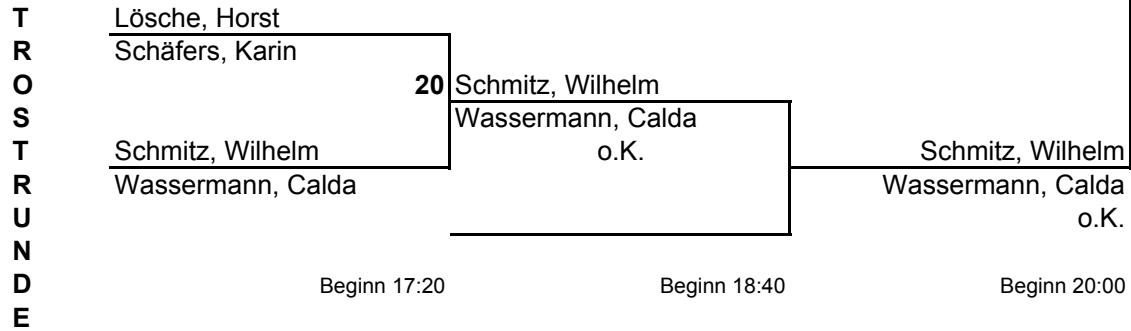 T Lösche, Horst
R Schäfers, Karin
O 20 Schmitz, Wilhelm
S Wassermann, Calda
T Schmitz, Wilhelm o.K. Schmitz, Wilhelm
R Wassermann, Calda Wassermann, Calda
U o.K.
N
D Beginn 17:20 Beginn 18:40 Beginn 20:00
E